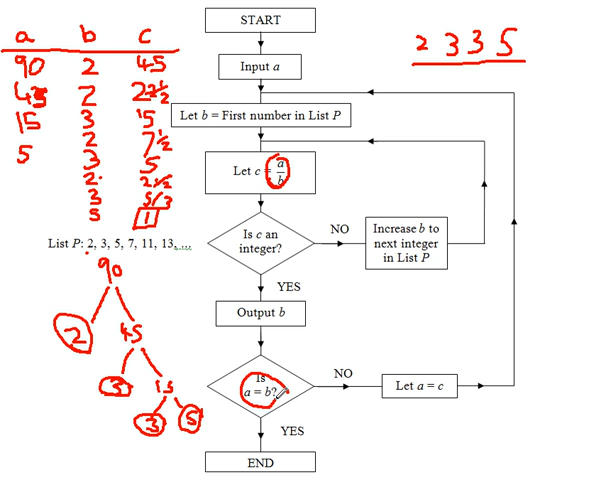 a b c
90 2 45
45 2 22½
15 3 15
2 7½
5 3 5
2 2½
3 5/3
5 1
2 3 3 5
START
Input a
Let b = First number in List P
Let c = a/b
Is c an integer?
NO
Increase b to next integer in List P
YES
Output b
Is a = b?
NO
Let a = c
YES
END
List P: 2, 3, 5, 7, 11, 13, ...
90
2 45
3 15
3 5